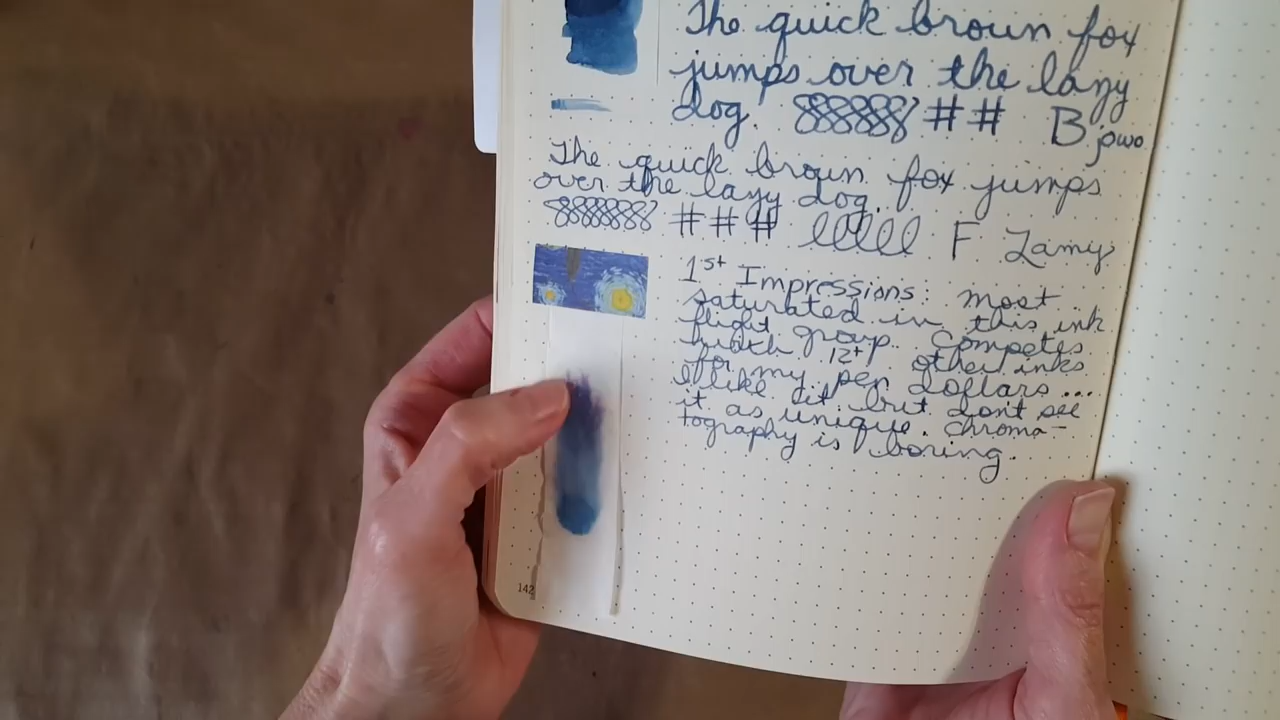 The quick brown fox
jumps over the lazy
dog. ## B
jowo
The quick brown fox jumps
over the lazy dog.
### F Lamy
1st Impressions: most
saturated in this ink
flight group. Competes
with 12+ other inks
for my pen dollars...
I like it but don't see
it as unique. Chroma-
tography is boring.
142